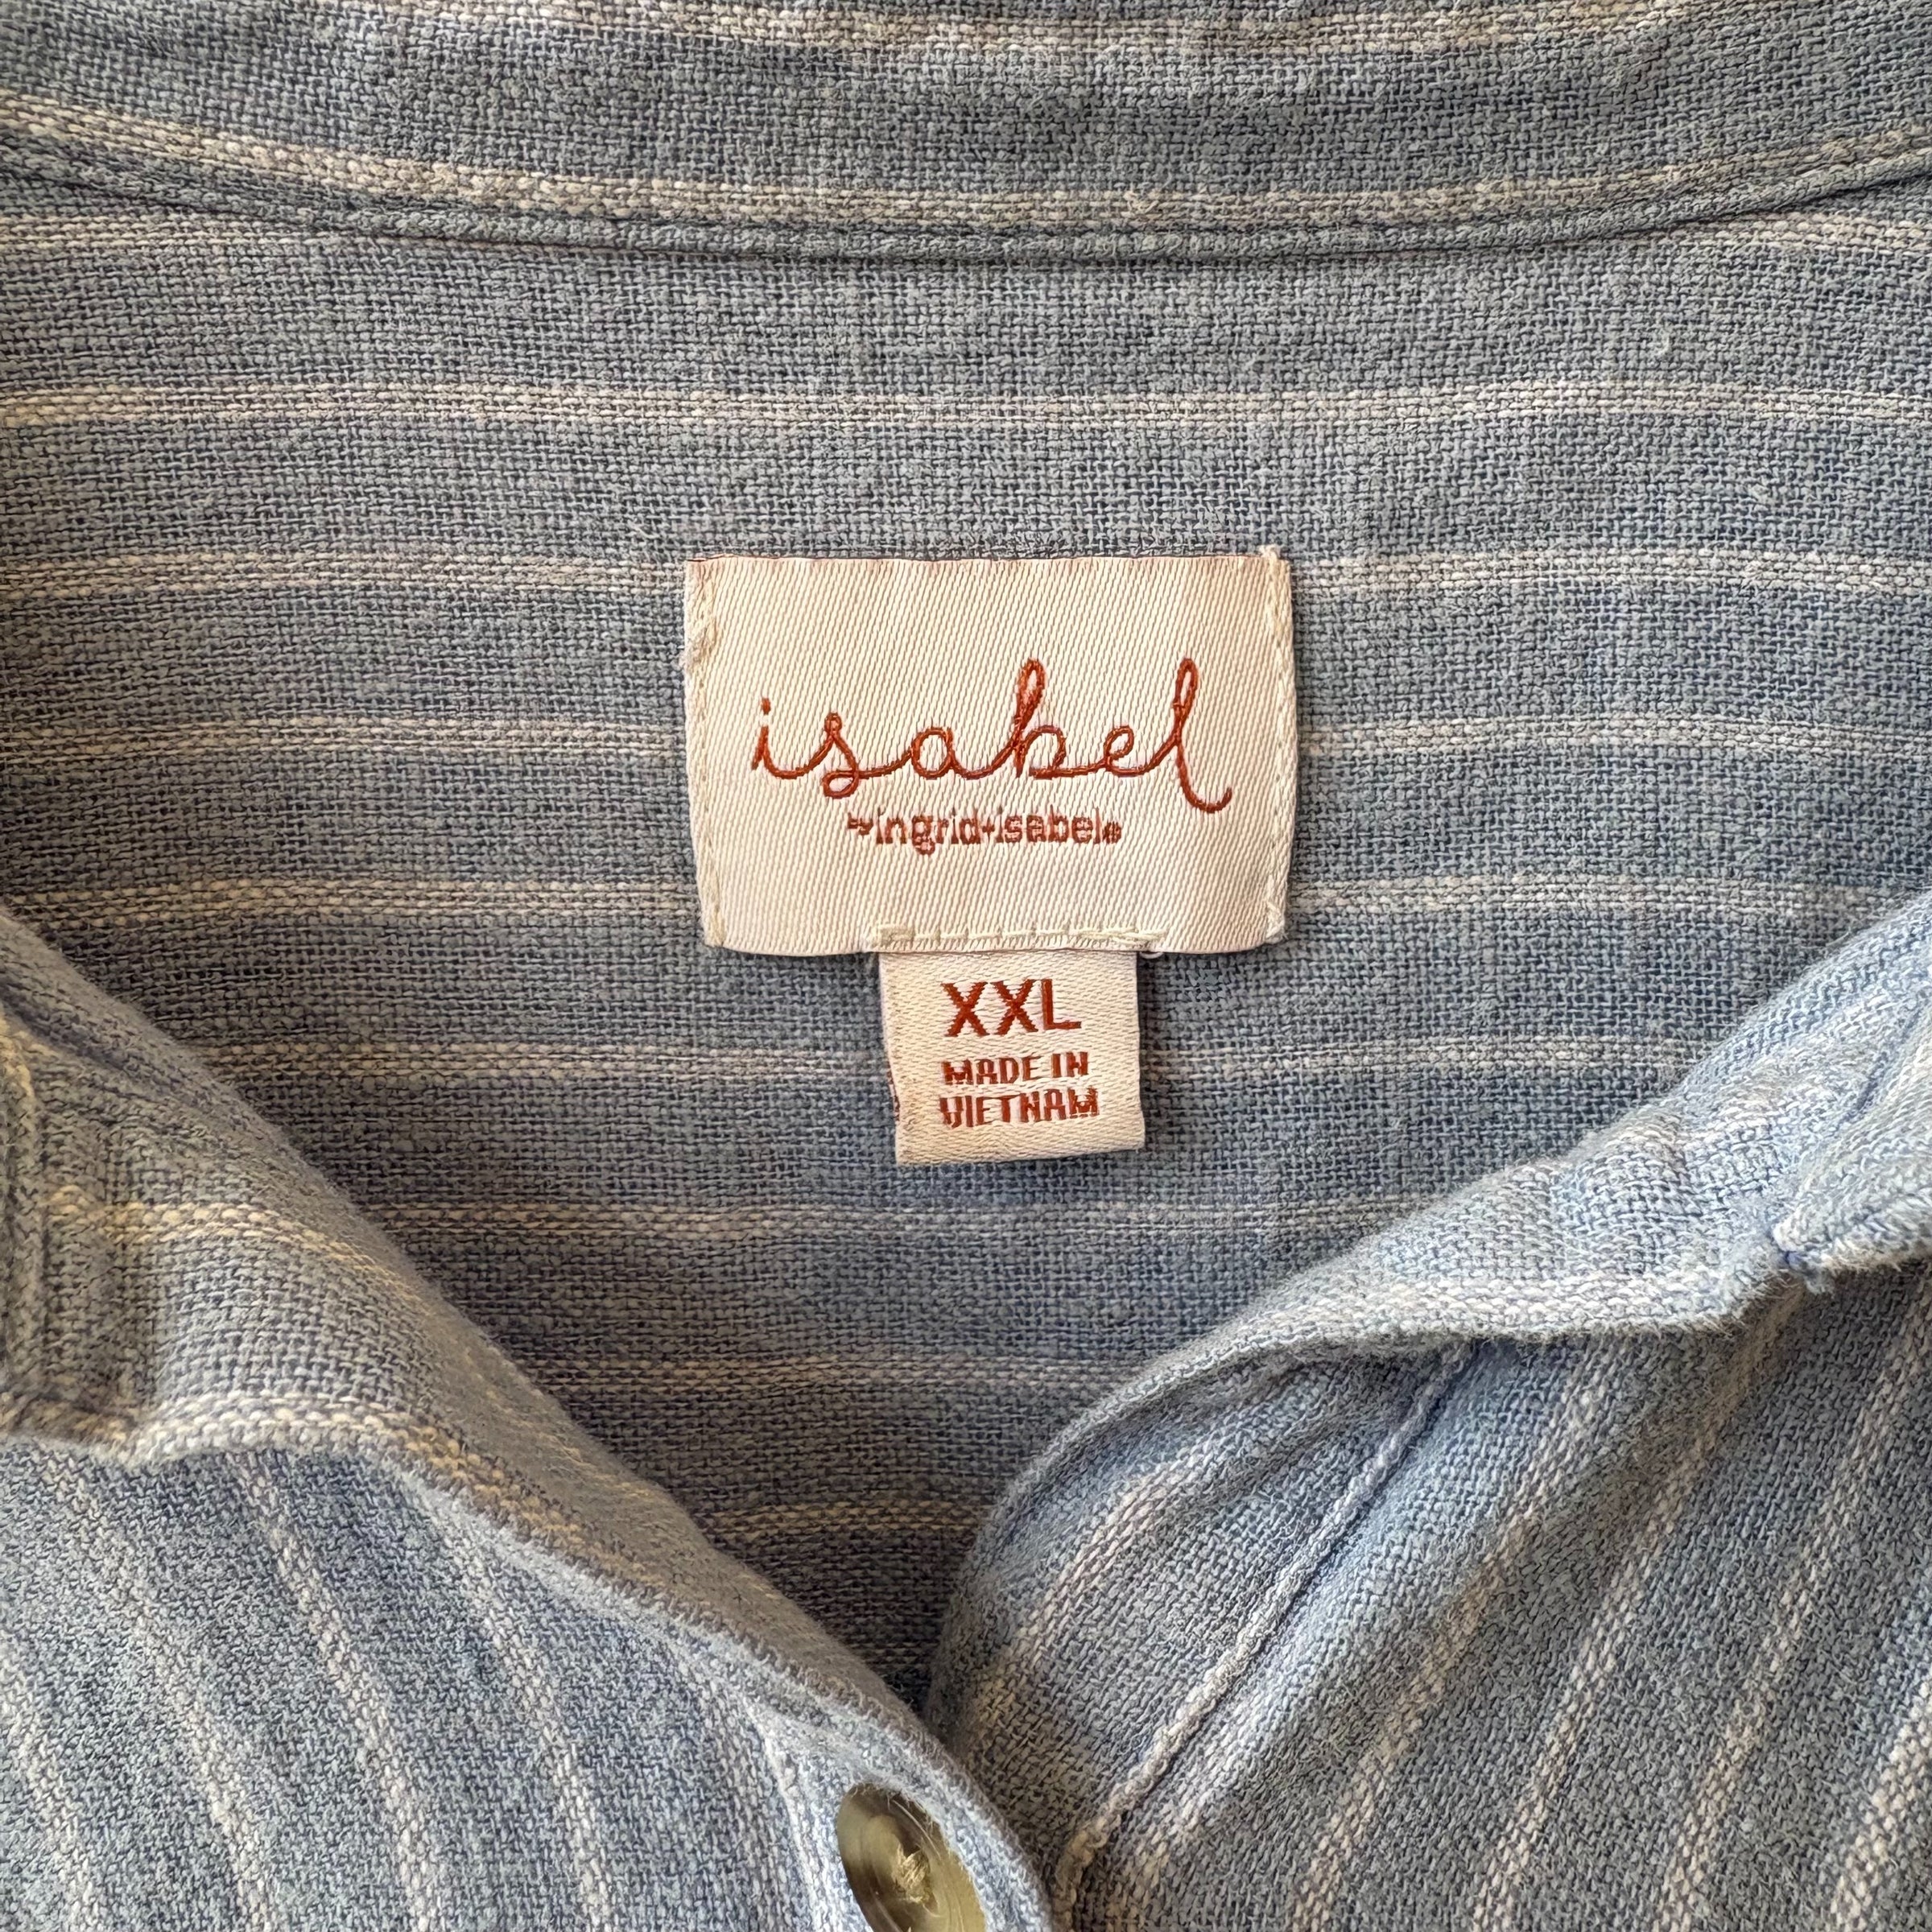 isabel
by ingrid+isabel®
XXL
MADE IN
VIETNAM